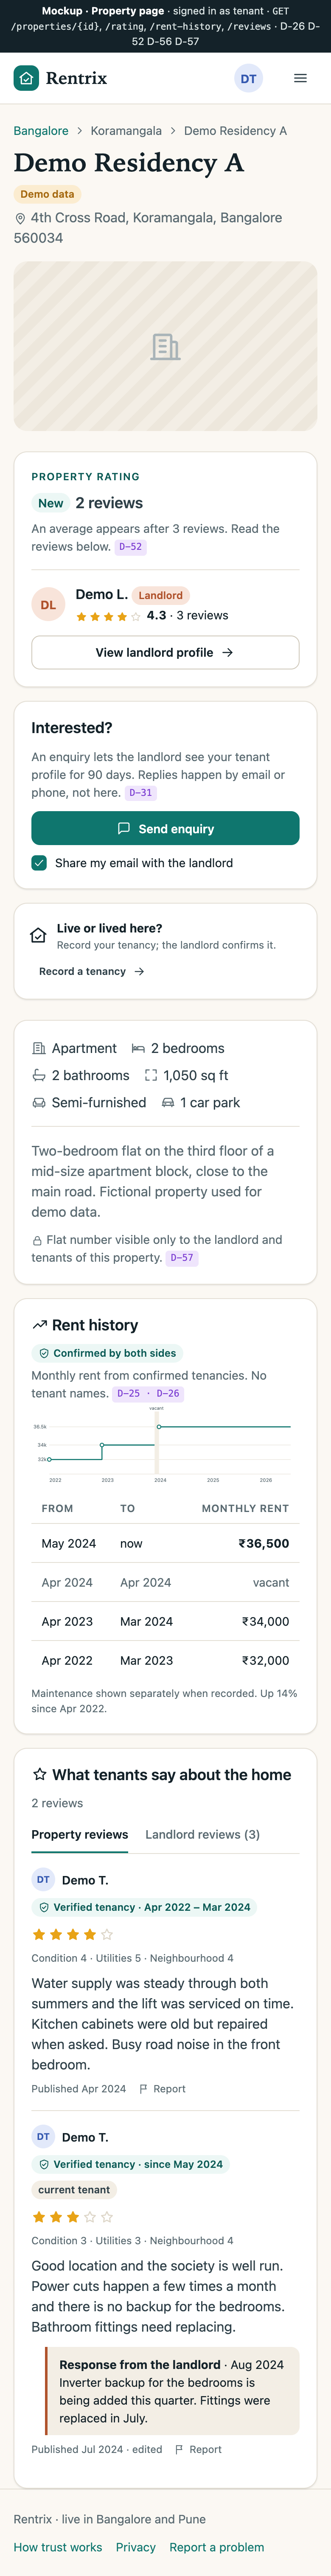 Mockup · Property page · signed in as tenant · GET
/properties/{id}, /rating, /rent-history, /reviews · D-26 D-
52 D-56 D-57
Rentrix
DT
Bangalore > Koramangala > Demo Residency A
Demo Residency A
Demo data
4th Cross Road, Koramangala, Bangalore
560034
PROPERTY RATING
New 2 reviews
An average appears after 3 reviews. Read the
reviews below. D-52
DL
Demo L. Landlord
4.3 · 3 reviews
View landlord profile →
Interested?
An enquiry lets the landlord see your tenant
profile for 90 days. Replies happen by email or
phone, not here. D-31
Send enquiry
Share my email with the landlord
Live or lived here?
Record your tenancy; the landlord confirms it.
Record a tenancy →
Apartment 2 bedrooms
2 bathrooms 1,050 sq ft
Semi-furnished 1 car park
Two-bedroom flat on the third floor of a
mid-size apartment block, close to the
main road. Fictional property used for
demo data.
Flat number visible only to the landlord and
tenants of this property. D-57
Rent history
Confirmed by both sides
Monthly rent from confirmed tenancies. No
tenant names. D-25 · D-26
vacant
36.5k
34k
32k
2022 2023 2024 2025 2026
FROM TO MONTHLY RENT
May 2024 now ₹36,500
Apr 2024 Apr 2024 vacant
Apr 2023 Mar 2024 ₹34,000
Apr 2022 Mar 2023 ₹32,000
Maintenance shown separately when recorded. Up 14%
since Apr 2022.
What tenants say about the home
2 reviews
Property reviews Landlord reviews (3)
DT Demo T.
Verified tenancy · Apr 2022 – Mar 2024
Condition 4 · Utilities 5 · Neighbourhood 4
Water supply was steady through both
summers and the lift was serviced on time.
Kitchen cabinets were old but repaired
when asked. Busy road noise in the front
bedroom.
Published Apr 2024 Report
DT Demo T.
Verified tenancy · since May 2024
current tenant
Condition 3 · Utilities 3 · Neighbourhood 4
Good location and the society is well run.
Power cuts happen a few times a month
and there is no backup for the bedrooms.
Bathroom fittings need replacing.
Response from the landlord · Aug 2024
Inverter backup for the bedrooms is
being added this quarter. Fittings were
replaced in July.
Published Jul 2024 · edited Report
Rentrix · live in Bangalore and Pune
How trust works Privacy Report a problem